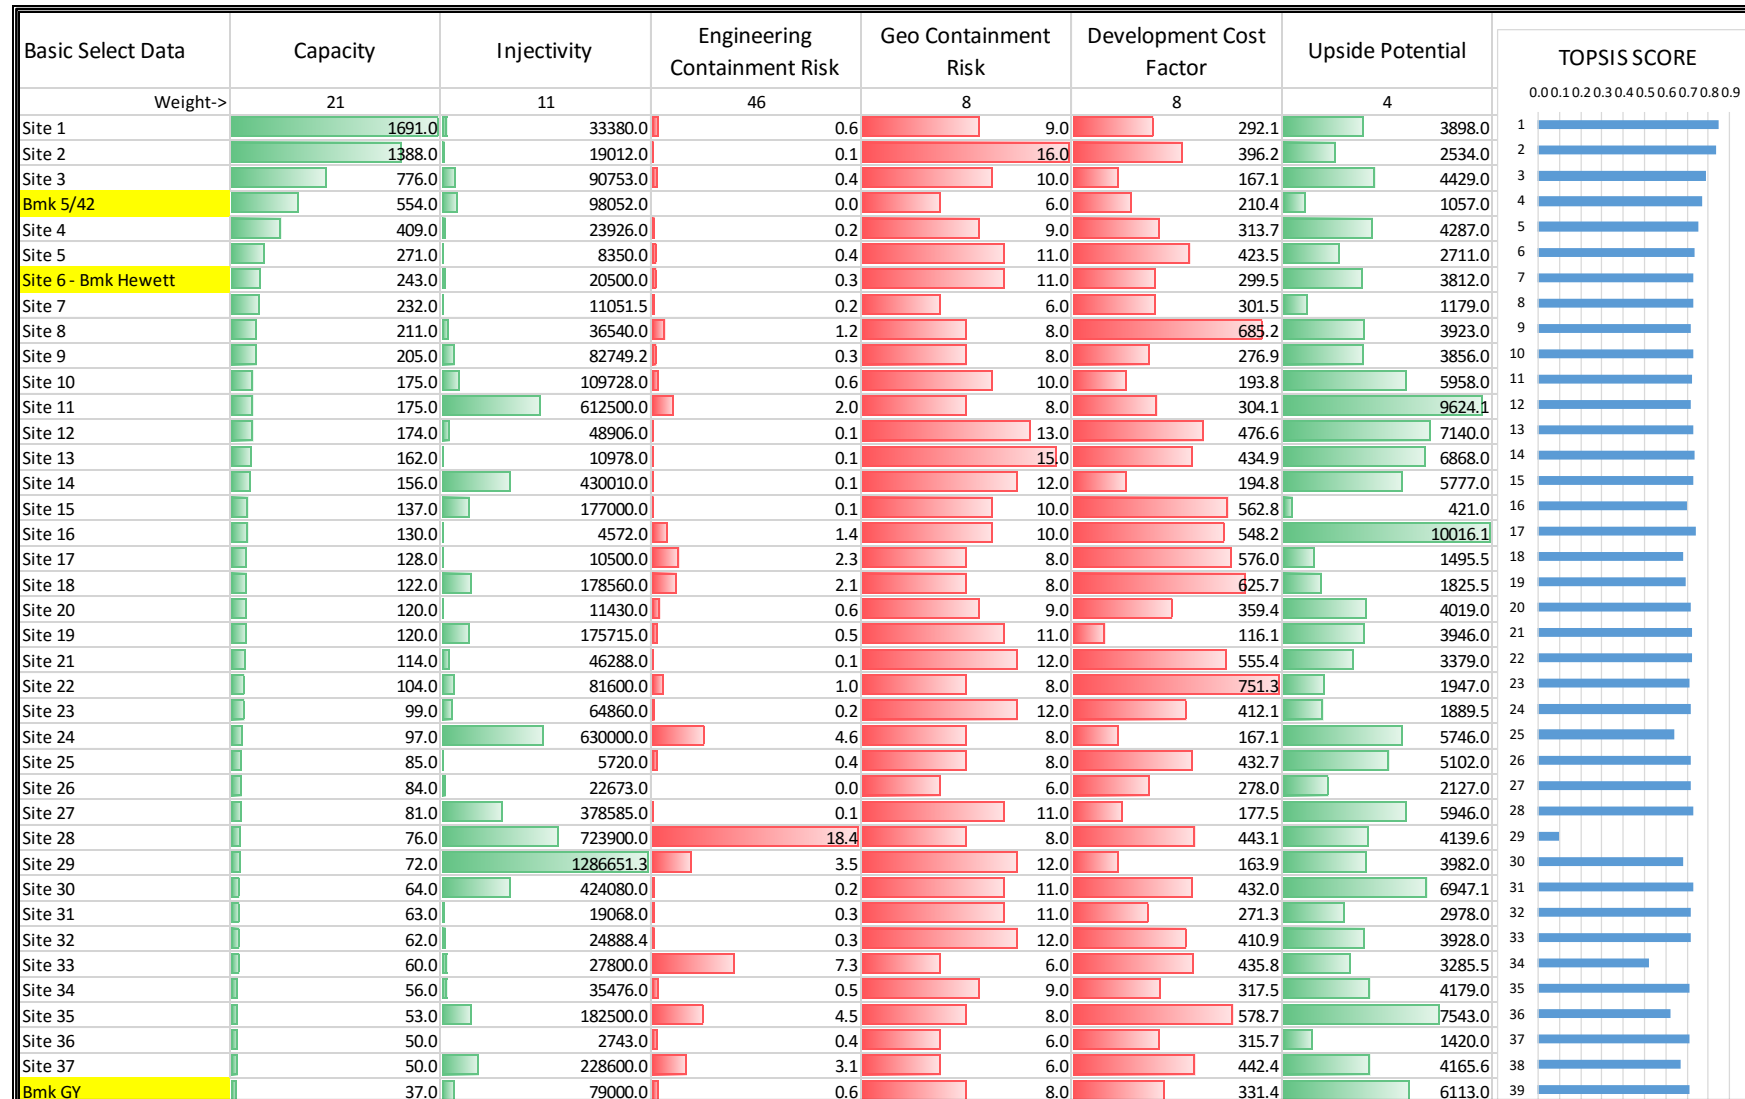 Basic Select Data Capacity Injectivity Engineering Containment Risk Geo Containment Risk Development Cost Factor Upside Potential TOPSIS SCORE
Weight-> 21 11 46 8 8 4 0.0 0.1 0.2 0.3 0.4 0.5 0.6 0.7 0.8 0.9
Site 1 1691.0 33380.0 0.6 9.0 292.1 3898.0 1
Site 2 1388.0 19012.0 0.1 16.0 396.2 2534.0 2
Site 3 776.0 90753.0 0.4 10.0 167.1 4429.0 3
Bmk 5/42 554.0 98052.0 0.0 6.0 210.4 1057.0 4
Site 4 409.0 23926.0 0.2 9.0 313.7 4287.0 5
Site 5 271.0 8350.0 0.4 11.0 423.5 2711.0 6
Site 6 - Bmk Hewett 243.0 20500.0 0.3 11.0 299.5 3812.0 7
Site 7 232.0 11051.5 0.2 6.0 301.5 1179.0 8
Site 8 211.0 36540.0 1.2 8.0 685.2 3923.0 9
Site 9 205.0 82749.2 0.3 8.0 276.9 3856.0 10
Site 10 175.0 109728.0 0.6 10.0 193.8 5958.0 11
Site 11 175.0 612500.0 2.0 8.0 304.1 9624.1 12
Site 12 174.0 48906.0 0.1 13.0 476.6 7140.0 13
Site 13 162.0 10978.0 0.1 15.0 434.9 6868.0 14
Site 14 156.0 430010.0 0.1 12.0 194.8 5777.0 15
Site 15 137.0 177000.0 0.1 10.0 562.8 421.0 16
Site 16 130.0 4572.0 1.4 10.0 548.2 10016.1 17
Site 17 128.0 10500.0 2.3 8.0 576.0 1495.5 18
Site 18 122.0 178560.0 2.1 8.0 625.7 1825.5 19
Site 20 120.0 11430.0 0.6 9.0 359.4 4019.0 20
Site 19 120.0 175715.0 0.5 11.0 116.1 3946.0 21
Site 21 114.0 46288.0 0.1 12.0 555.4 3379.0 22
Site 22 104.0 81600.0 1.0 8.0 751.3 1947.0 23
Site 23 99.0 64860.0 0.2 12.0 412.1 1889.5 24
Site 24 97.0 630000.0 4.6 8.0 167.1 5746.0 25
Site 25 85.0 5720.0 0.4 8.0 432.7 5102.0 26
Site 26 84.0 22673.0 0.0 6.0 278.0 2127.0 27
Site 27 81.0 378585.0 0.1 11.0 177.5 5946.0 28
Site 28 76.0 723900.0 18.4 8.0 443.1 4139.6 29
Site 29 72.0 1286651.3 3.5 12.0 163.9 3982.0 30
Site 30 64.0 424080.0 0.2 11.0 432.0 6947.1 31
Site 31 63.0 19068.0 0.3 11.0 271.3 2978.0 32
Site 32 62.0 24888.4 0.3 12.0 410.9 3928.0 33
Site 33 60.0 27800.0 7.3 6.0 435.8 3285.5 34
Site 34 56.0 35476.0 0.5 9.0 317.5 4179.0 35
Site 35 53.0 182500.0 4.5 8.0 578.7 7543.0 36
Site 36 50.0 2743.0 0.4 6.0 315.7 1420.0 37
Site 37 50.0 228600.0 3.1 6.0 442.4 4165.6 38
Bmk GY 37.0 79000.0 0.6 8.0 331.4 6113.0 39